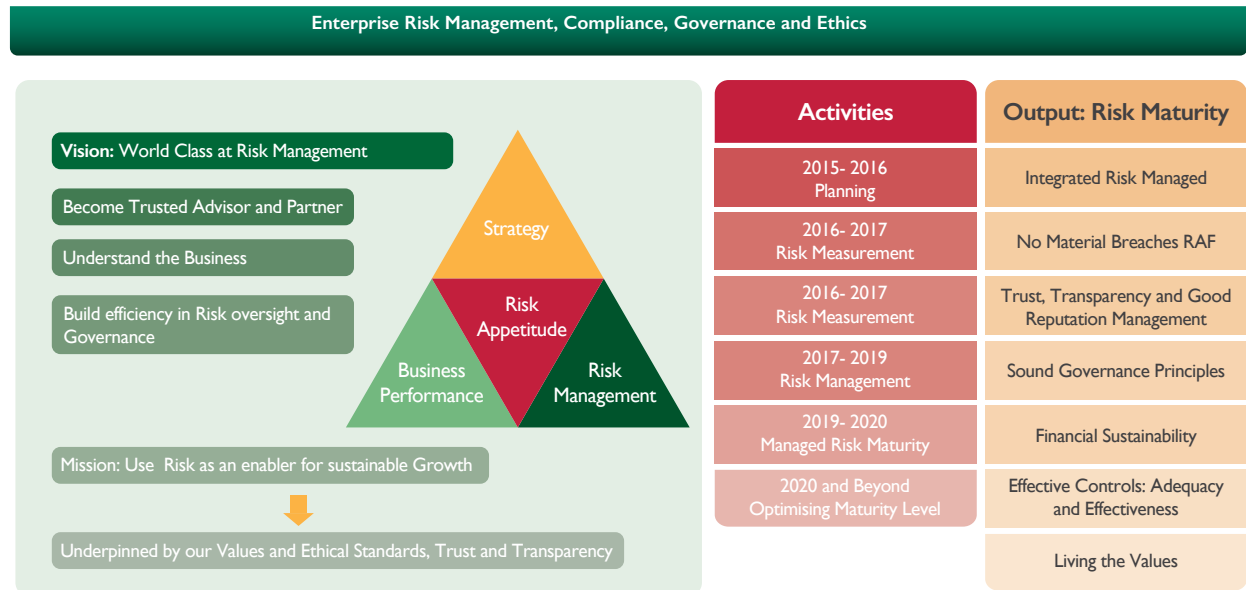 Enterprise Risk Management, Compliance, Governance and Ethics
Vision: World Class at Risk Management
Become Trusted Advisor and Partner
Understand the Business
Build efficiency in Risk oversight and
Governance
Strategy
Risk
Appetitude
Business
Performance
Risk
Management
Mission: Use Risk as an enabler for sustainable Growth
Underpinned by our Values and Ethical Standards, Trust and Transparency
Activities
2015- 2016
Planning
2016- 2017
Risk Measurement
2016- 2017
Risk Measurement
2017- 2019
Risk Management
2019- 2020
Managed Risk Maturity
2020 and Beyond
Optimising Maturity Level
Output: Risk Maturity
Integrated Risk Managed
No Material Breaches RAF
Trust, Transparency and Good
Reputation Management
Sound Governance Principles
Financial Sustainability
Effective Controls: Adequacy
and Effectiveness
Living the Values